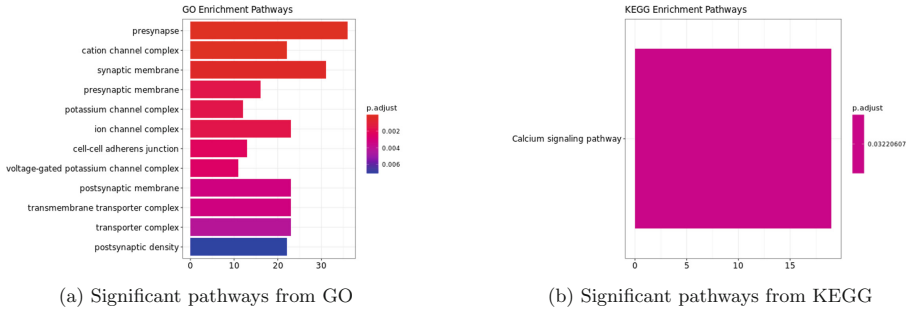 GO Enrichment Pathways
presynapse
cation channel complex
synaptic membrane
presynaptic membrane
potassium channel complex
ion channel complex
cell-cell adherens junction
voltage-gated potassium channel complex
postsynaptic membrane
transmembrane transporter complex
transporter complex
postsynaptic density
0 10 20 30
p.adjust
0.002
0.004
0.006
(a) Significant pathways from GO
KEGG Enrichment Pathways
Calcium signaling pathway
0 5 10 15
p.adjust
0.03220607
(b) Significant pathways from KEGG